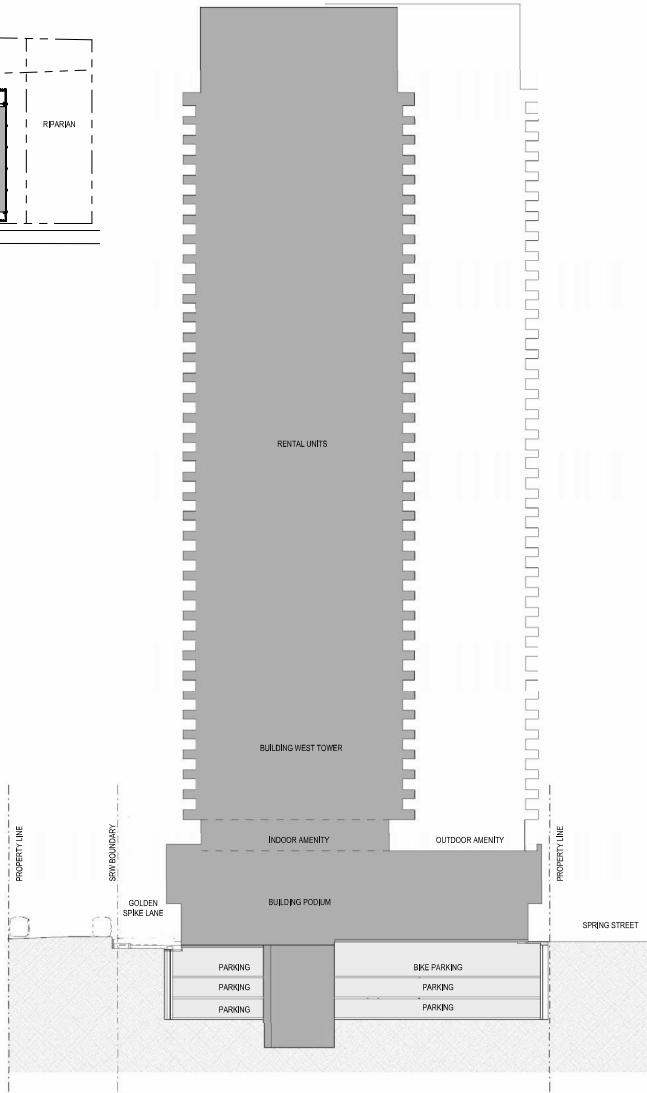 RIPARIAN
RENTAL UNITS
BUILDING WEST TOWER
PROPERTY LINE
SRW BOUNDARY
INDOOR AMENITY
OUTDOOR AMENITY
PROPERTY LINE
GOLDEN
SPIKE LANE
BUILDING PODIUM
SPRING STREET
PARKING
BIKE PARKING
PARKING
PARKING
PARKING
PARKING